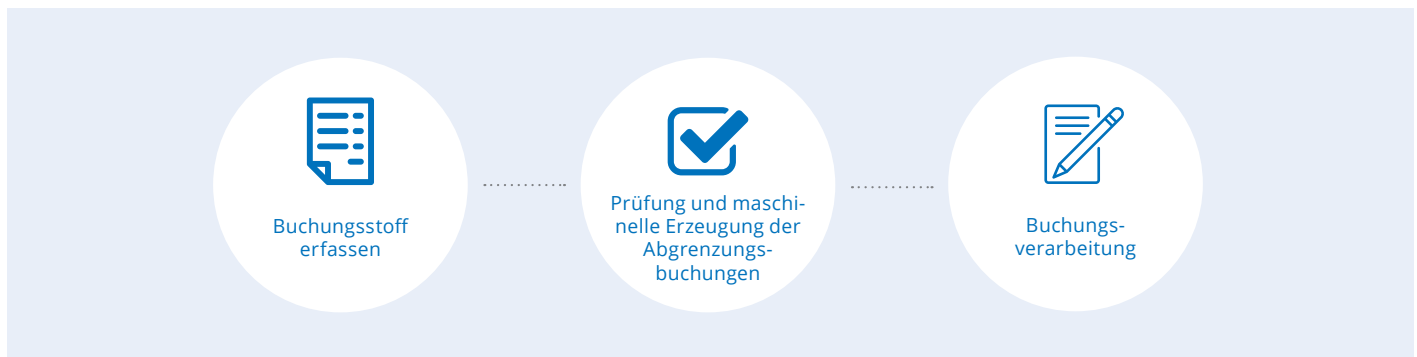 Buchungsstoff
erfassen
Prüfung und maschi-
nelle Erzeugung der
Abgrenzungs-
buchungen
Buchungs-
verarbeitung